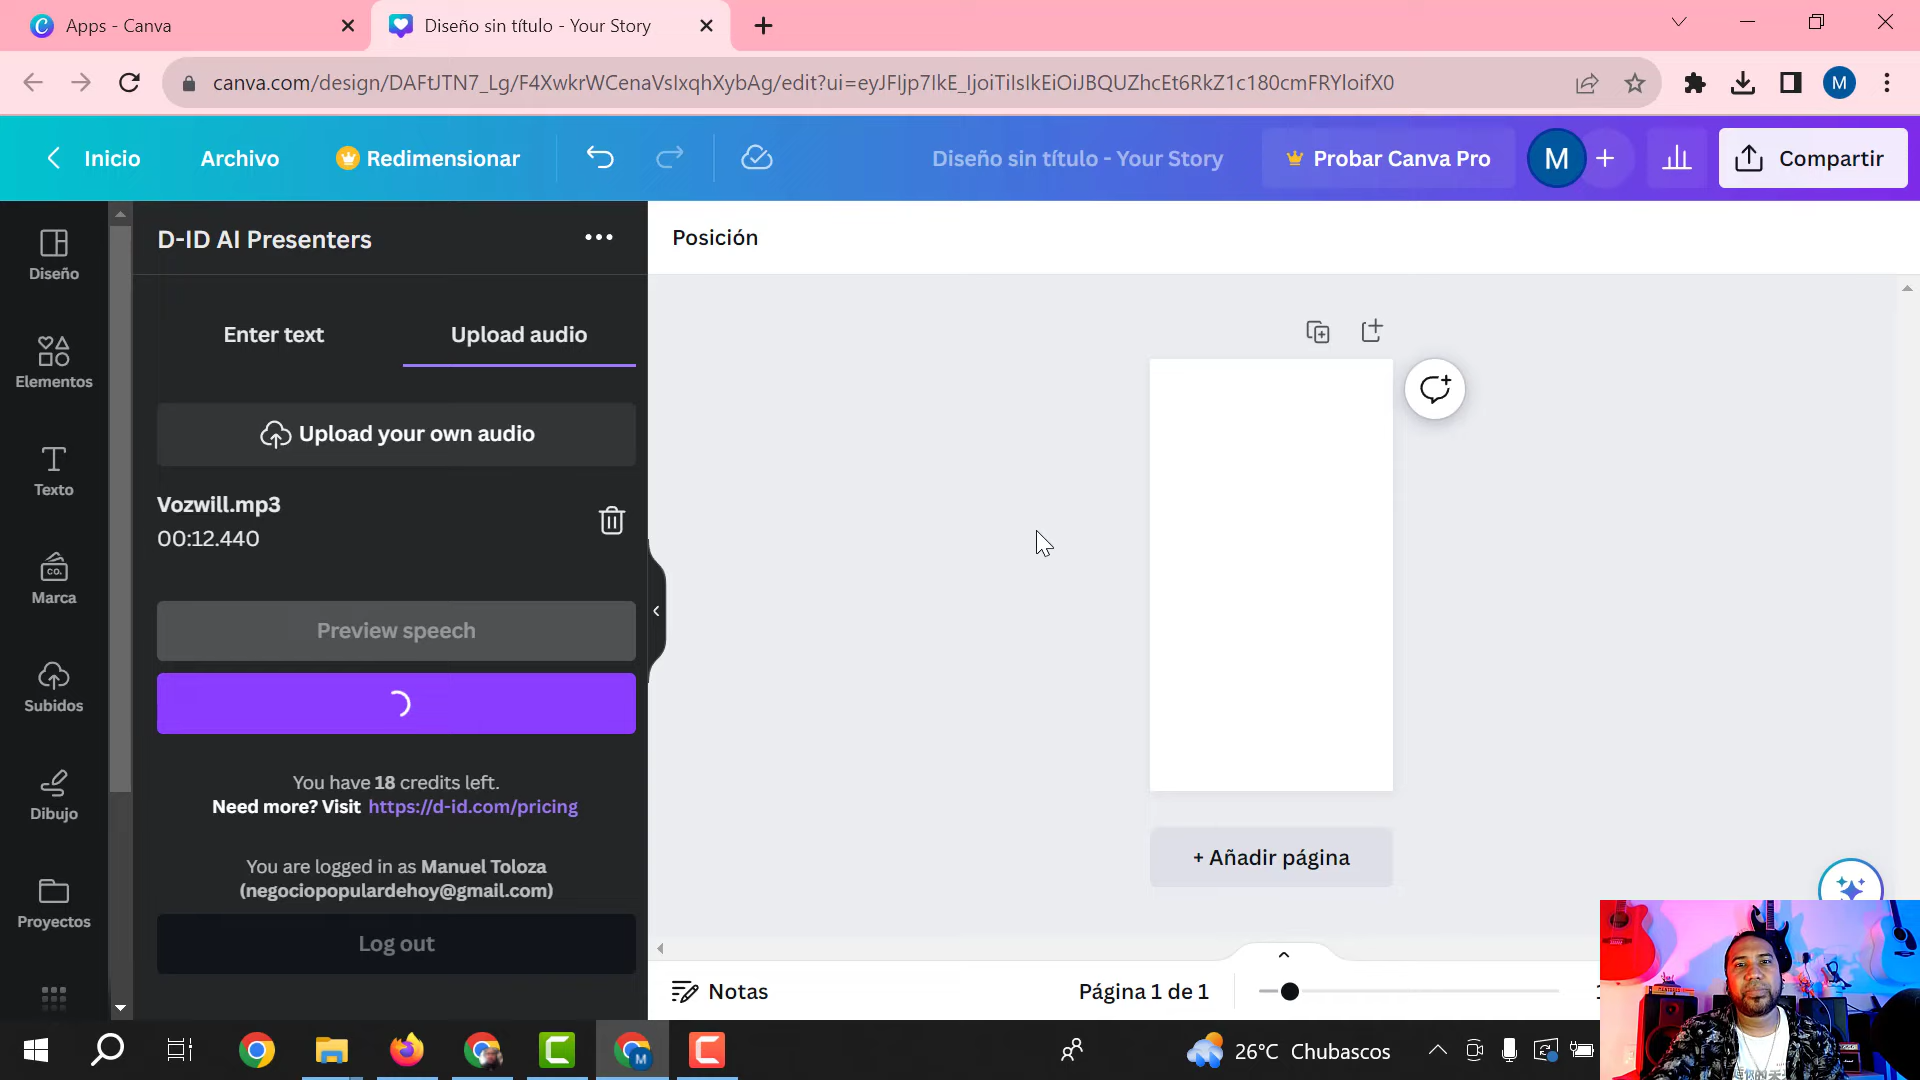 Apps - Canva
Diseño sin título - Your Story
canva.com/design/DAFtJTN7_Lg/F4XwkrWCenaVsIxqhXybAg/edit?ui=eyJFIjp7IkE_IjoiTiIsIkEiOiJBQUZhcEt6RkZ1c180cmFRYloifX0
M
Inicio
Archivo
Redimensionar
Diseño sin título - Your Story
Probar Canva Pro
M
Compartir
Diseño
Elementos
Texto
CO.
Marca
Subidos
Dibujo
Proyectos
D-ID AI Presenters
Enter text
Upload audio
Upload your own audio
Vozwill.mp3
00:12.440
Preview speech
You have 18 credits left.
Need more? Visit https://d-id.com/pricing
You are logged in as Manuel Toloza
(negociopopulardehoy@gmail.com)
Log out
Posición
+ Añadir página
Notas
Página 1 de 1
M
26°C Chubascos